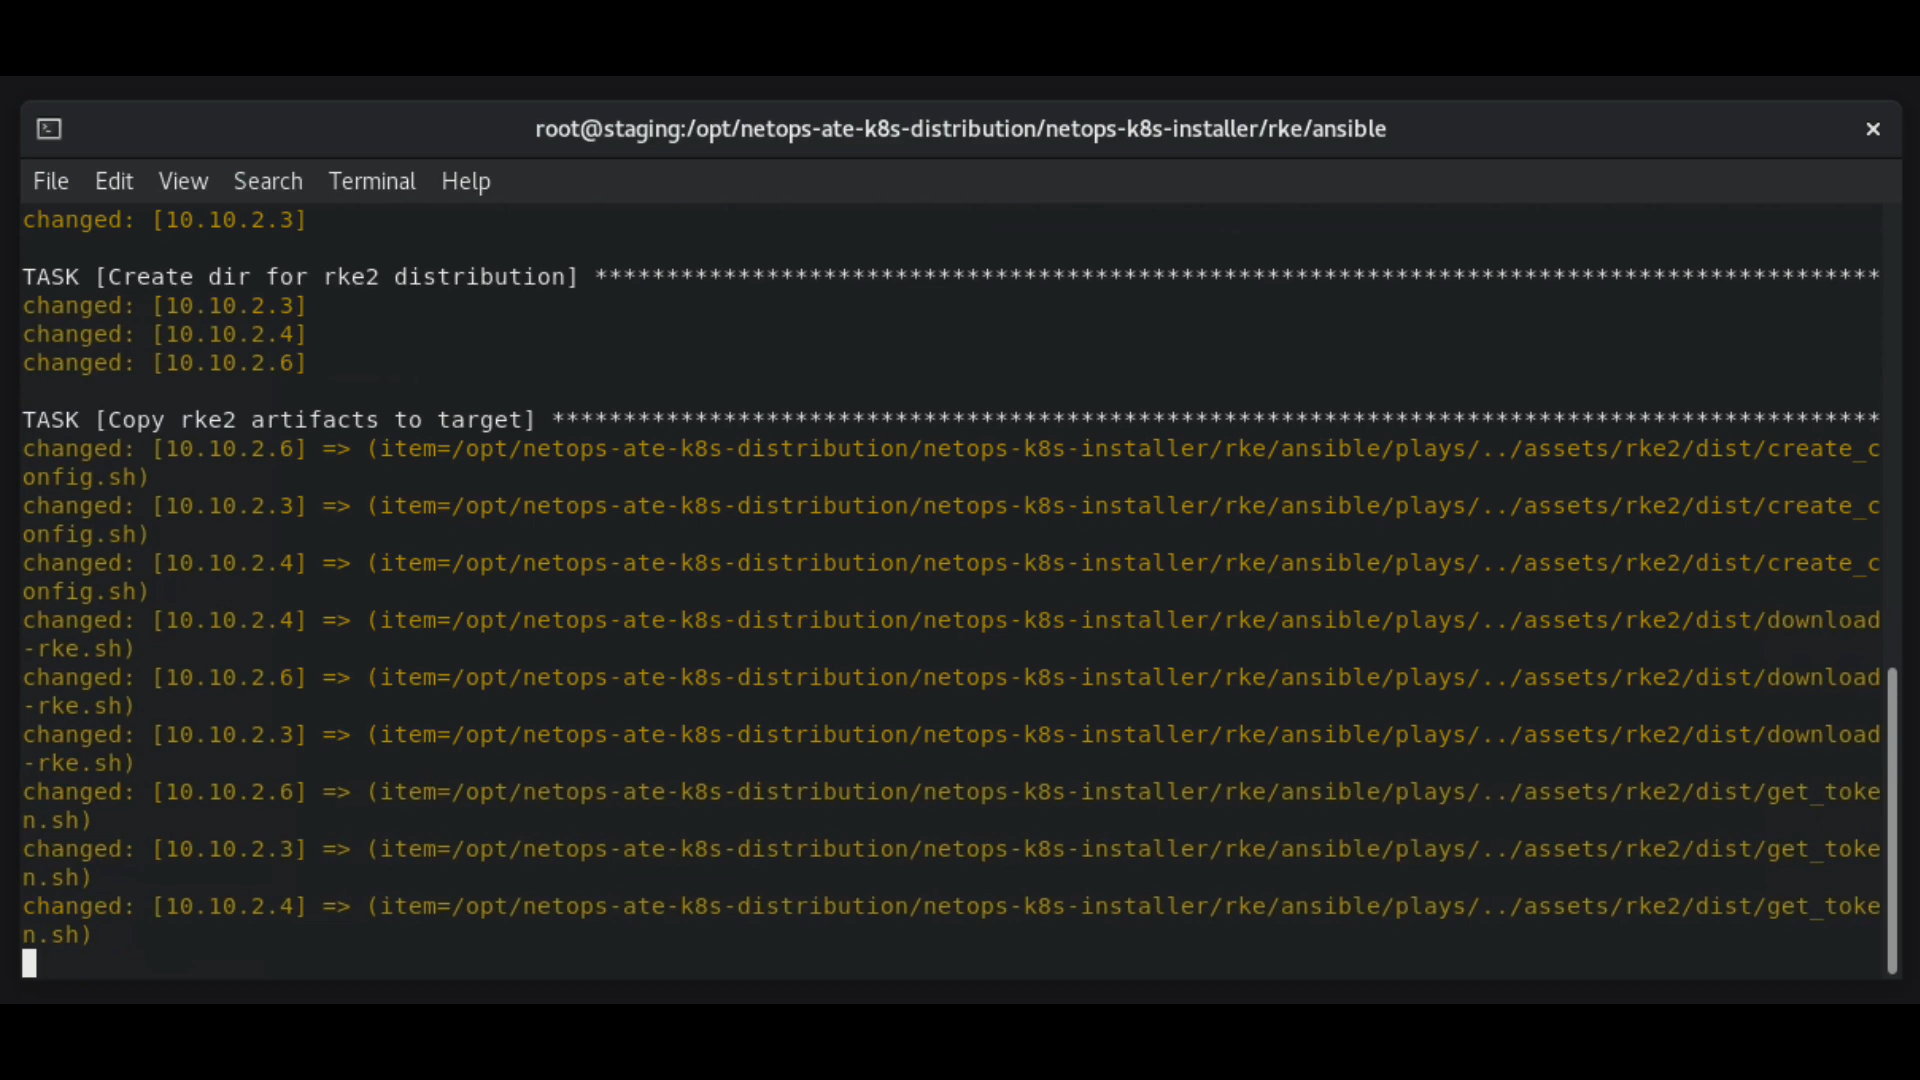 root@staging:/opt/netops-ate-k8s-distribution/netops-k8s-installer/rke/ansible
File Edit View Search Terminal Help
changed: [10.10.2.3]
TASK [Create dir for rke2 distribution] ******************************************************************************************
changed: [10.10.2.3]
changed: [10.10.2.4]
changed: [10.10.2.6]
TASK [Copy rke2 artifacts to target] *********************************************************************************************
changed: [10.10.2.6] => (item=/opt/netops-ate-k8s-distribution/netops-k8s-installer/rke/ansible/plays/../assets/rke2/dist/create_c
onfig.sh)
changed: [10.10.2.3] => (item=/opt/netops-ate-k8s-distribution/netops-k8s-installer/rke/ansible/plays/../assets/rke2/dist/create_c
onfig.sh)
changed: [10.10.2.4] => (item=/opt/netops-ate-k8s-distribution/netops-k8s-installer/rke/ansible/plays/../assets/rke2/dist/create_c
onfig.sh)
changed: [10.10.2.4] => (item=/opt/netops-ate-k8s-distribution/netops-k8s-installer/rke/ansible/plays/../assets/rke2/dist/download
-rke.sh)
changed: [10.10.2.6] => (item=/opt/netops-ate-k8s-distribution/netops-k8s-installer/rke/ansible/plays/../assets/rke2/dist/download
-rke.sh)
changed: [10.10.2.3] => (item=/opt/netops-ate-k8s-distribution/netops-k8s-installer/rke/ansible/plays/../assets/rke2/dist/download
-rke.sh)
changed: [10.10.2.6] => (item=/opt/netops-ate-k8s-distribution/netops-k8s-installer/rke/ansible/plays/../assets/rke2/dist/get_toke
n.sh)
changed: [10.10.2.3] => (item=/opt/netops-ate-k8s-distribution/netops-k8s-installer/rke/ansible/plays/../assets/rke2/dist/get_toke
n.sh)
changed: [10.10.2.4] => (item=/opt/netops-ate-k8s-distribution/netops-k8s-installer/rke/ansible/plays/../assets/rke2/dist/get_toke
n.sh)